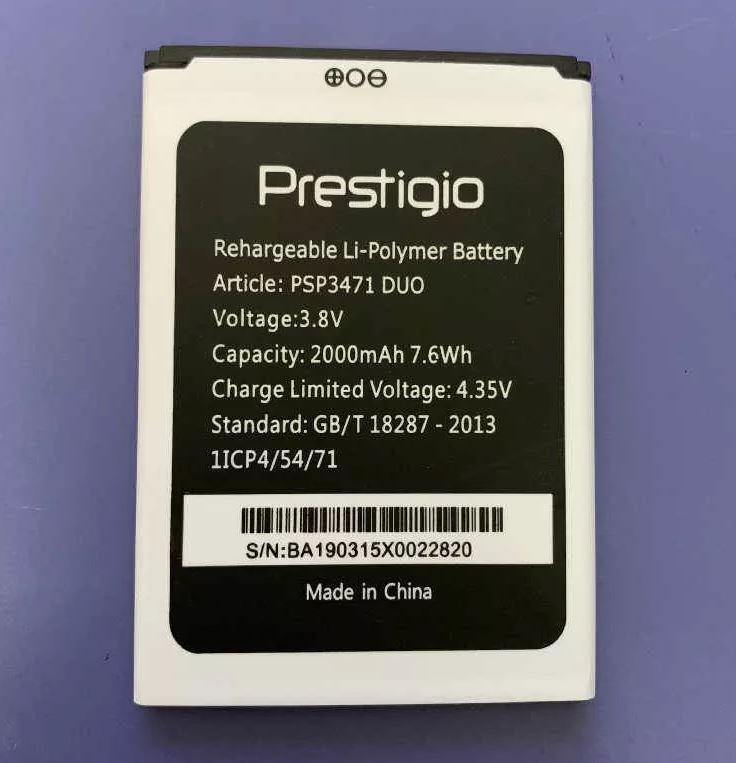 ⊕○⊖
Prestigio
Rehargeable Li-Polymer Battery
Article: PSP3471 DUO
Voltage:3.8V
Capacity: 2000mAh 7.6Wh
Charge Limited Voltage: 4.35V
Standard: GB/T 18287 - 2013
1ICP4/54/71
S/N:BA190315X0022820
Made in China